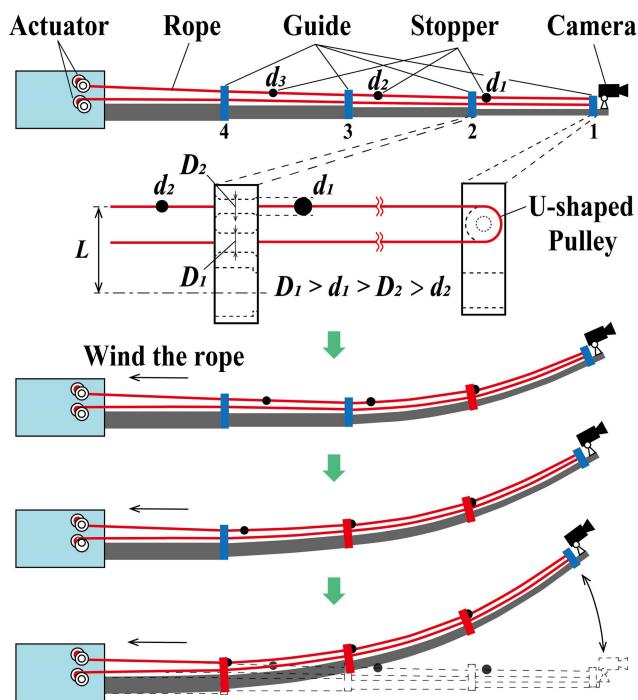 Actuator Rope Guide Stopper Camera
d3 d2 d1
4 3 2 1
D2
d2 d1
U-shaped
Pulley
L
D1
D1 > d1 > D2 > d2
Wind the rope